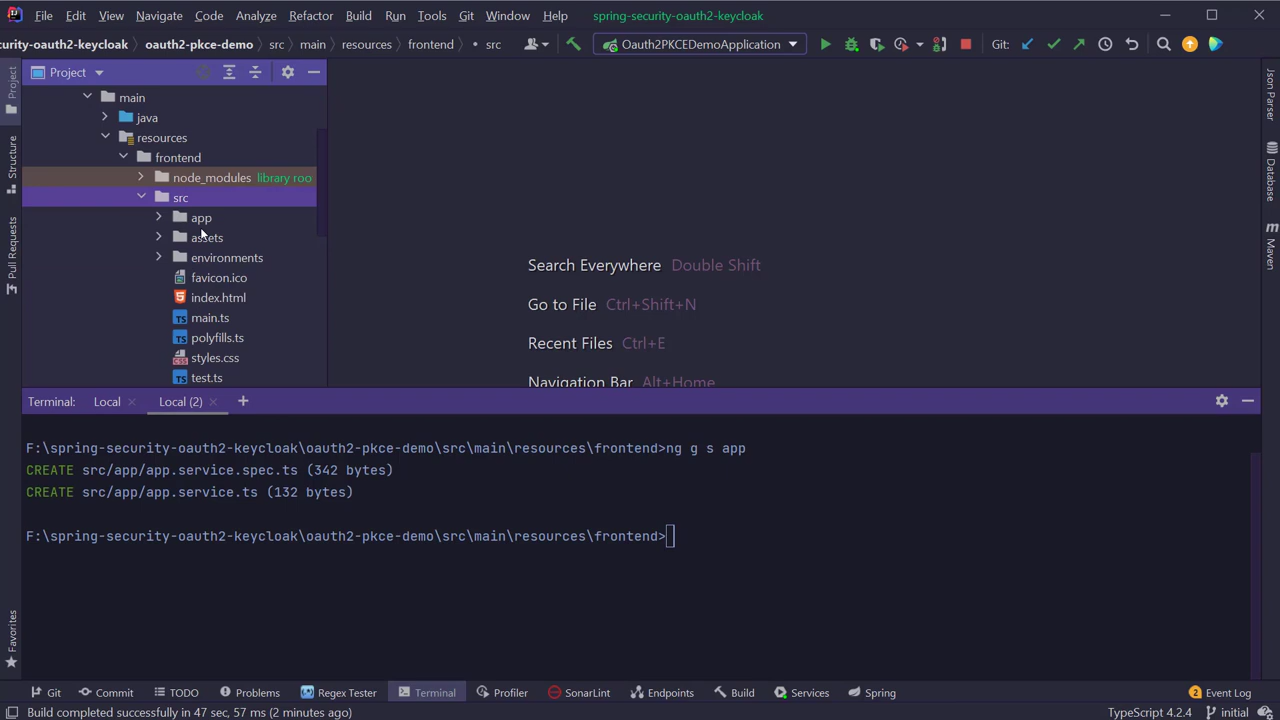 File Edit View Navigate Code Analyze Refactor Build Run Tools Git Window Help spring-security-oauth2-keycloak
curity-oauth2-keycloak oauth2-pkce-demo src main resources frontend src Oauth2PKCEDemoApplication Git:
Project
main
java
resources
frontend
node_modules library roo
src
app
assets
environments
favicon.ico
index.html
main.ts
polyfills.ts
styles.css
test.ts
Project
Structure
Pull Requests
Favorites
Search Everywhere Double Shift
Go to File Ctrl+Shift+N
Recent Files Ctrl+E
Navigation Bar Alt+Home
Json Parser
Database
Maven
Terminal: Local Local (2)
F:\spring-security-oauth2-keycloak\oauth2-pkce-demo\src\main\resources\frontend>ng g s app
CREATE src/app/app.service.spec.ts (342 bytes)
CREATE src/app/app.service.ts (132 bytes)
F:\spring-security-oauth2-keycloak\oauth2-pkce-demo\src\main\resources\frontend>
Git Commit TODO Problems Regex Tester Terminal Profiler SonarLint Endpoints Build Services Spring 2 Event Log
Build completed successfully in 47 sec, 57 ms (2 minutes ago) TypeScript 4.2.4 initial